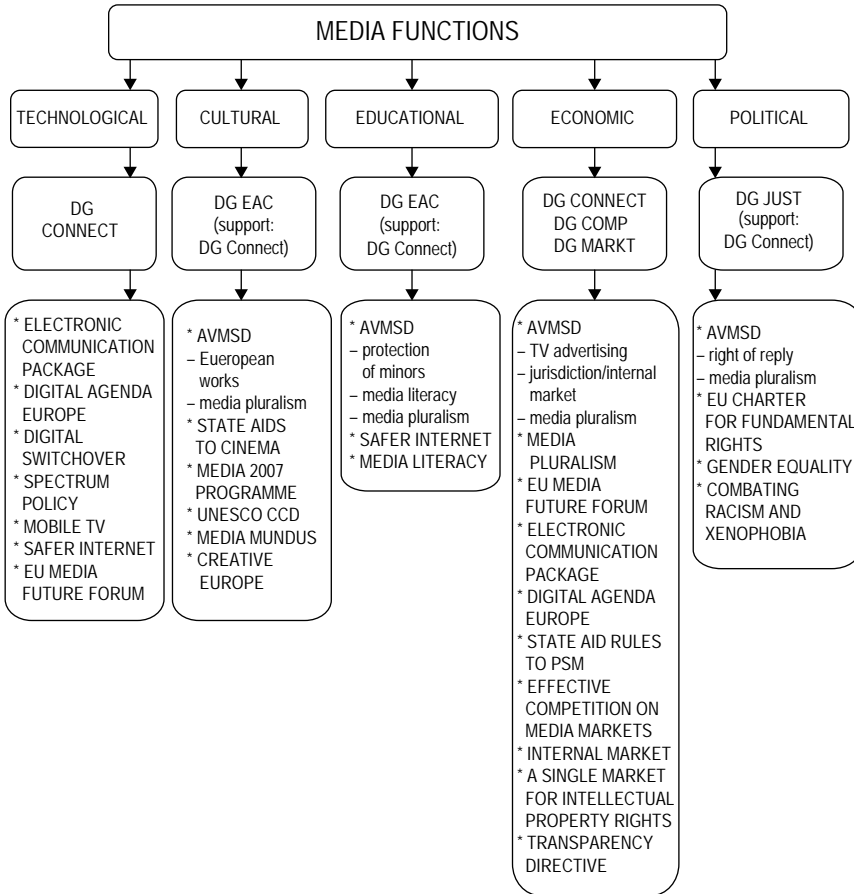 MEDIA FUNCTIONS
TECHNOLOGICAL
CULTURAL
EDUCATIONAL
ECONOMIC
POLITICAL
DG
CONNECT
DG EAC
(support:
DG Connect)
DG EAC
(support:
DG Connect)
DG CONNECT
DG COMP
DG MARKT
DG JUST
(support:
DG Connect)
* ELECTRONIC
COMMUNICATION
PACKAGE
* DIGITAL AGENDA
EUROPE
* DIGITAL
SWITCHOVER
* SPECTRUM
POLICY
* MOBILE TV
* SAFER INTERNET
* EU MEDIA
FUTURE FORUM
* AVMSD
– Eueropean
works
– media pluralism
* STATE AIDS
TO CINEMA
* MEDIA 2007
PROGRAMME
* UNESCO CCD
* MEDIA MUNDUS
* CREATIVE
EUROPE
* AVMSD
– protection
of minors
– media literacy
– media pluralism
* SAFER INTERNET
* MEDIA LITERACY
* AVMSD
– TV advertising
– jurisdiction/internal
market
– media pluralism
* MEDIA
PLURALISM
* EU MEDIA
FUTURE FORUM
* ELECTRONIC
COMMUNICATION
PACKAGE
* DIGITAL AGENDA
EUROPE
* STATE AID RULES
TO PSM
* EFFECTIVE
COMPETITION ON
MEDIA MARKETS
* INTERNAL MARKET
* A SINGLE MARKET
FOR INTELLECTUAL
PROPERTY RIGHTS
* TRANSPARENCY
DIRECTIVE
* AVMSD
– right of reply
– media pluralism
* EU CHARTER
FOR FUNDAMENTAL
RIGHTS
* GENDER EQUALITY
* COMBATING
RACISM AND
XENOPHOBIA